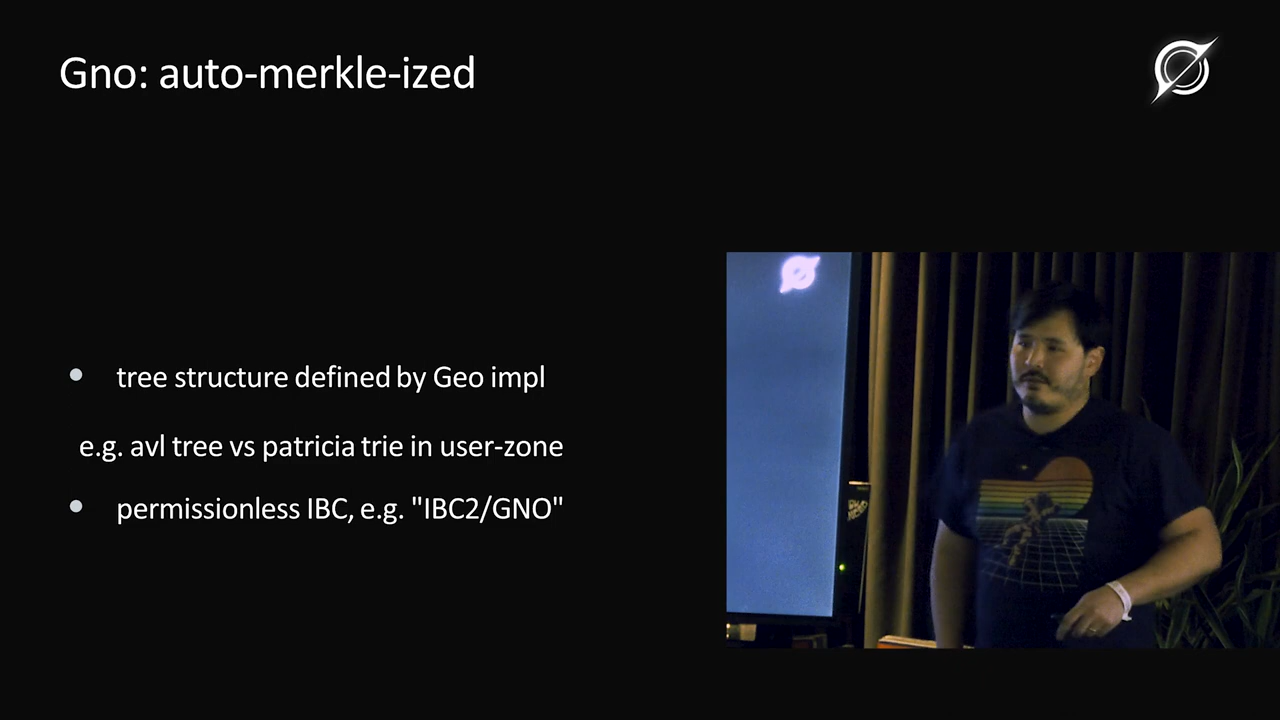 Gno: auto-merkle-ized
• tree structure defined by Geo impl
e.g. avl tree vs patricia trie in user-zone
• permissionless IBC, e.g. "IBC2/GNO"